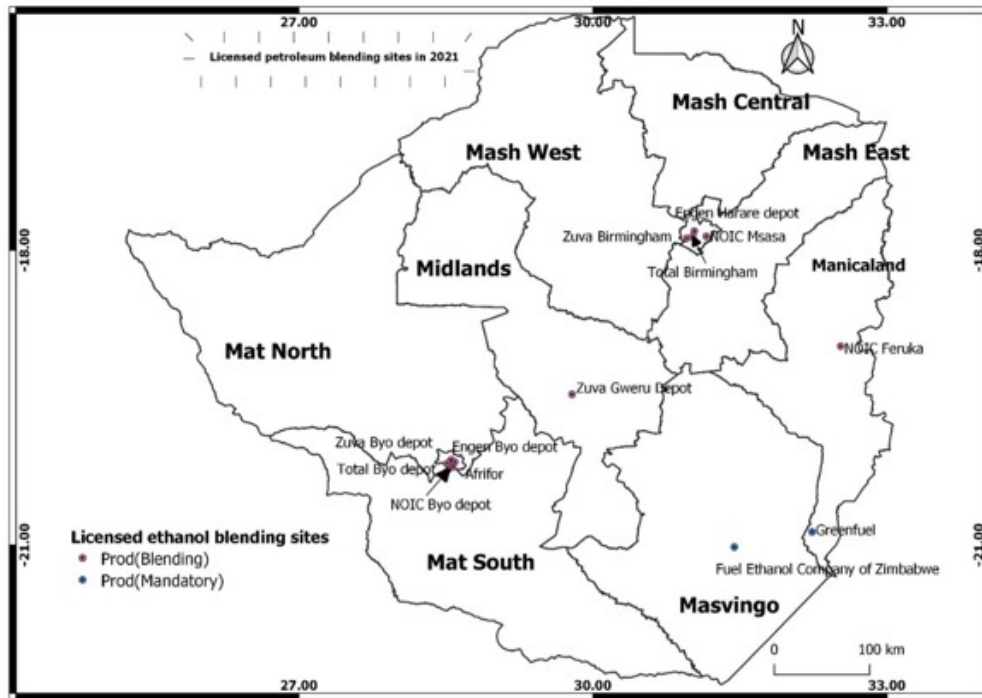 27.00
30.00
33.00
Licensed petroleum blending sites in 2021
N
Mash Central
Mash West
Mash East
Engen Harare depot
Zuva Birmingham
NOIC Msasa
-18.00
-18.00
Total Birmingham
Manicaland
Midlands
Mat North
NOIC Feruka
Zuva Gweru Depot
Zuva Byo depot
Engen Byo depot
Total Byo depot
Afrifor
NOIC Byo depot
Licensed ethanol blending sites
Prod(Blending)
Prod(Mandatory)
-21.00
-21.00
Greenfuel
Mat South
Fuel Ethanol Company of Zimbabwe
Masvingo
0
100 km
27.00
30.00
33.00